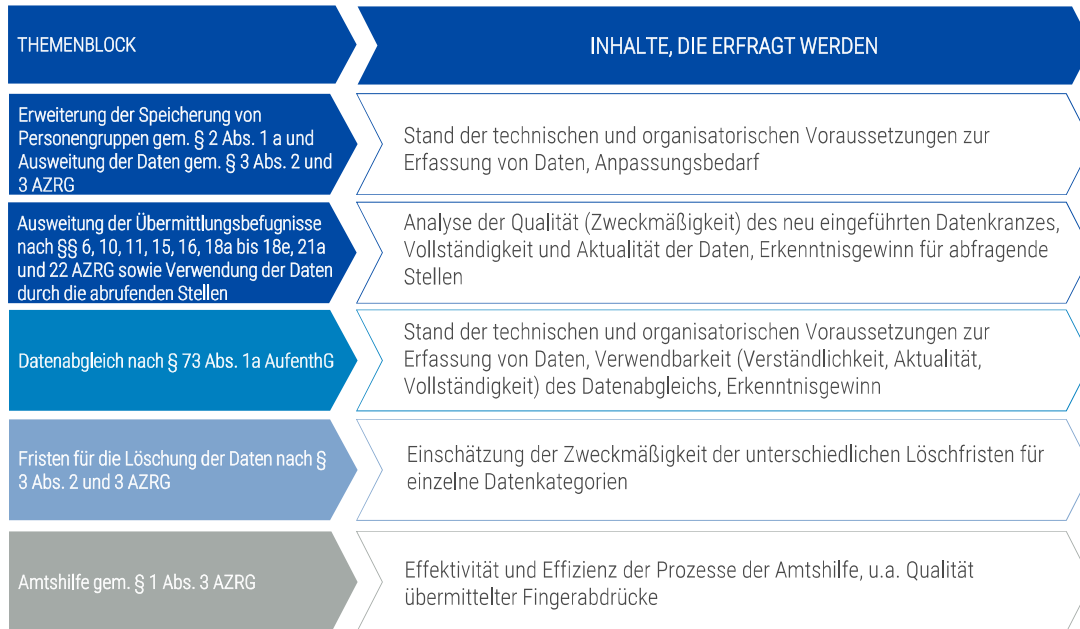 THEMENBLOCK
INHALTE, DIE ERFRAGT WERDEN
Erweiterung der Speicherung von
Personengruppen gem. § 2 Abs. 1 a und
Ausweitung der Daten gem. § 3 Abs. 2 und
3 AZRG
Stand der technischen und organisatorischen Voraussetzungen zur
Erfassung von Daten, Anpassungsbedarf
Ausweitung der Übermittlungsbefugnisse
nach §§ 6, 10, 11, 15, 16, 18a bis 18e, 21a
und 22 AZRG sowie Verwendung der Daten
durch die abrufenden Stellen
Analyse der Qualität (Zweckmäßigkeit) des neu eingeführten Datenkranzes,
Vollständigkeit und Aktualität der Daten, Erkenntnisgewinn für abfragende
Stellen
Datenabgleich nach § 73 Abs. 1a AufenthG
Stand der technischen und organisatorischen Voraussetzungen zur
Erfassung von Daten, Verwendbarkeit (Verständlichkeit, Aktualität,
Vollständigkeit) des Datenabgleichs, Erkenntnisgewinn
Fristen für die Löschung der Daten nach §
3 Abs. 2 und 3 AZRG
Einschätzung der Zweckmäßigkeit der unterschiedlichen Löschfristen für
einzelne Datenkategorien
Amtshilfe gem. § 1 Abs. 3 AZRG
Effektivität und Effizienz der Prozesse der Amtshilfe, u.a. Qualität
übermittelter Fingerabdrücke